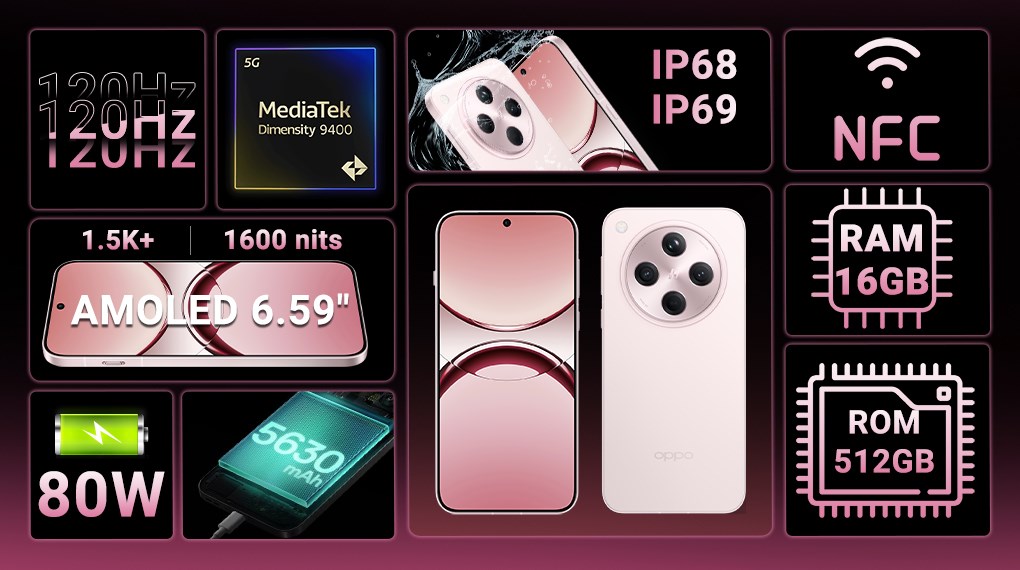 120Hz
120Hz
120Hz
5G
MediaTek
Dimensity 9400
IP68
IP69
NFC
1.5K+
1600 nits
AMOLED 6.59"
oppo
RAM
16GB
80W
5630
mAh
ROM
512GB